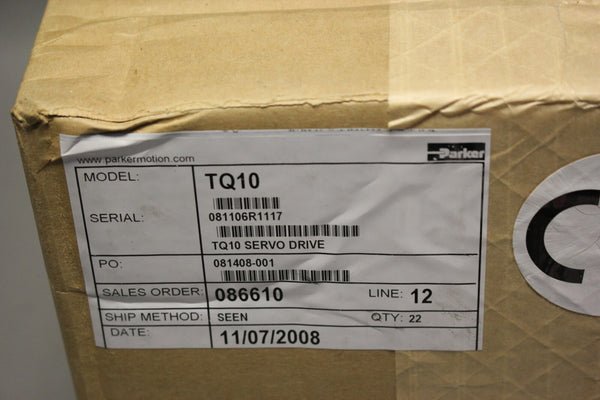 www.parkermotion.com
Parker
MODEL: TQ10
SERIAL: 081106R1117
TQ10 SERVO DRIVE
PO: 081408-001
SALES ORDER: 086610 LINE: 12
SHIP METHOD: SEEN QTY: 22
DATE: 11/07/2008